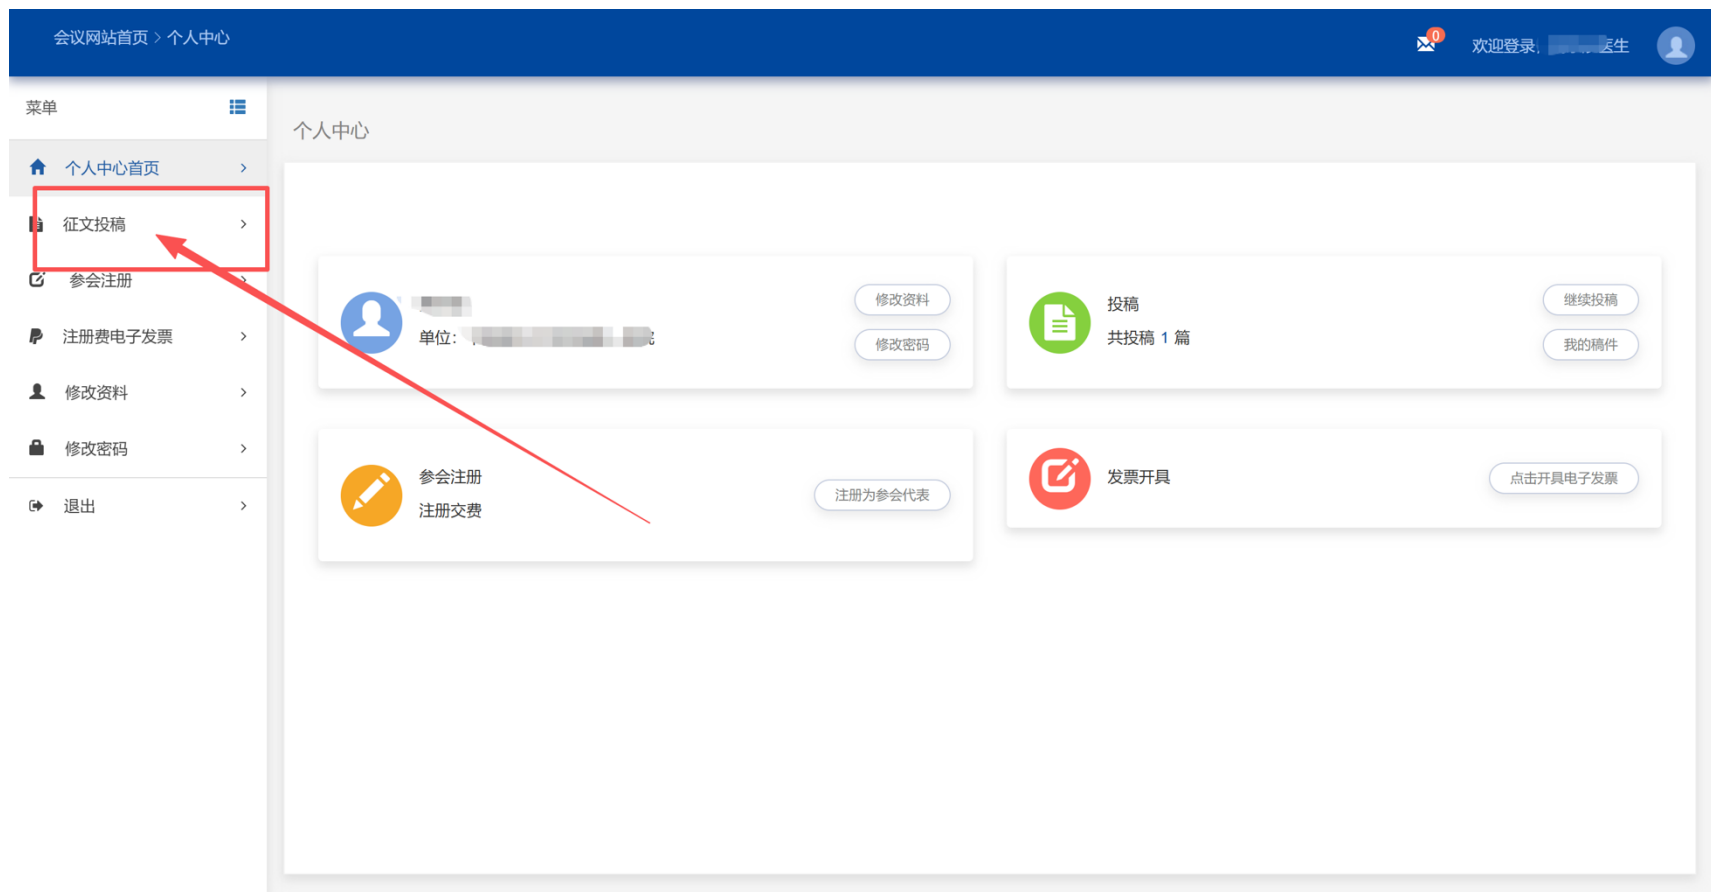 会议网站首页 > 个人中心
0
欢迎登录, 医生
菜单
个人中心首页
征文投稿
参会注册
注册费电子发票
修改资料
修改密码
退出
个人中心
单位: 院
修改资料
修改密码
投稿
共投稿 1 篇
继续投稿
我的稿件
参会注册
注册交费
注册为参会代表
发票开具
点击开具电子发票